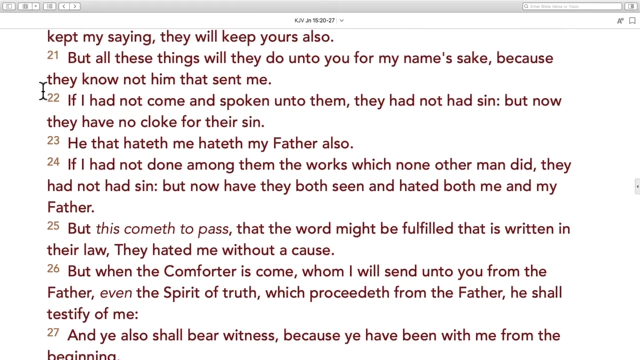 KJV Jn 15:20-27
kept my saying, they will keep yours also.
21 But all these things will they do unto you for my name's sake, because
they know not him that sent me.
22 If I had not come and spoken unto them, they had not had sin: but now
they have no cloke for their sin.
23 He that hateth me hateth my Father also.
24 If I had not done among them the works which none other man did, they
had not had sin: but now have they both seen and hated both me and my
Father.
25 But this cometh to pass, that the word might be fulfilled that is written in
their law, They hated me without a cause.
26 But when the Comforter is come, whom I will send unto you from the
Father, even the Spirit of truth, which proceedeth from the Father, he shall
testify of me:
27 And ye also shall bear witness, because ye have been with me from the
beginning.